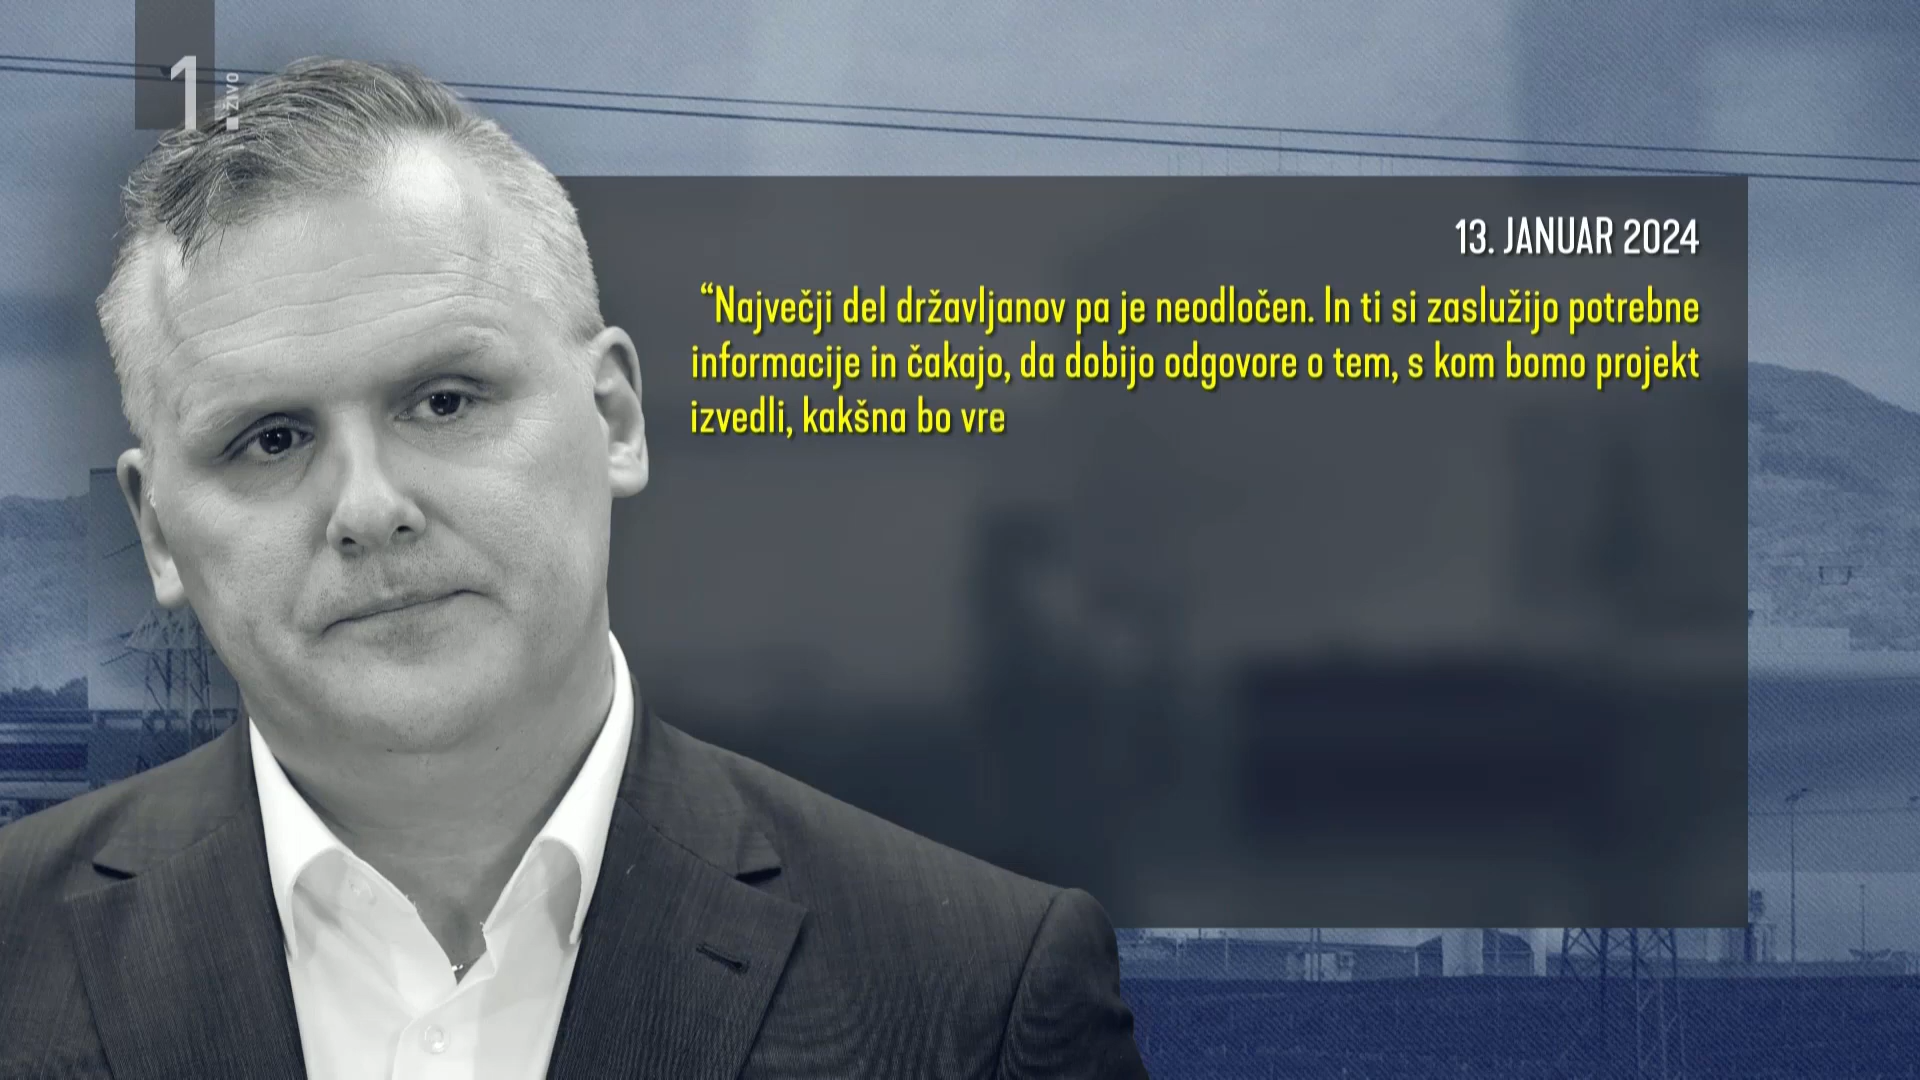 1
v živo
13. JANUAR 2024
“Največji del državljanov pa je neodločen. In ti si zaslužijo potrebne
informacije in čakajo, da dobijo odgovore o tem, s kom bomo projekt
izvedli, kakšna bo vre